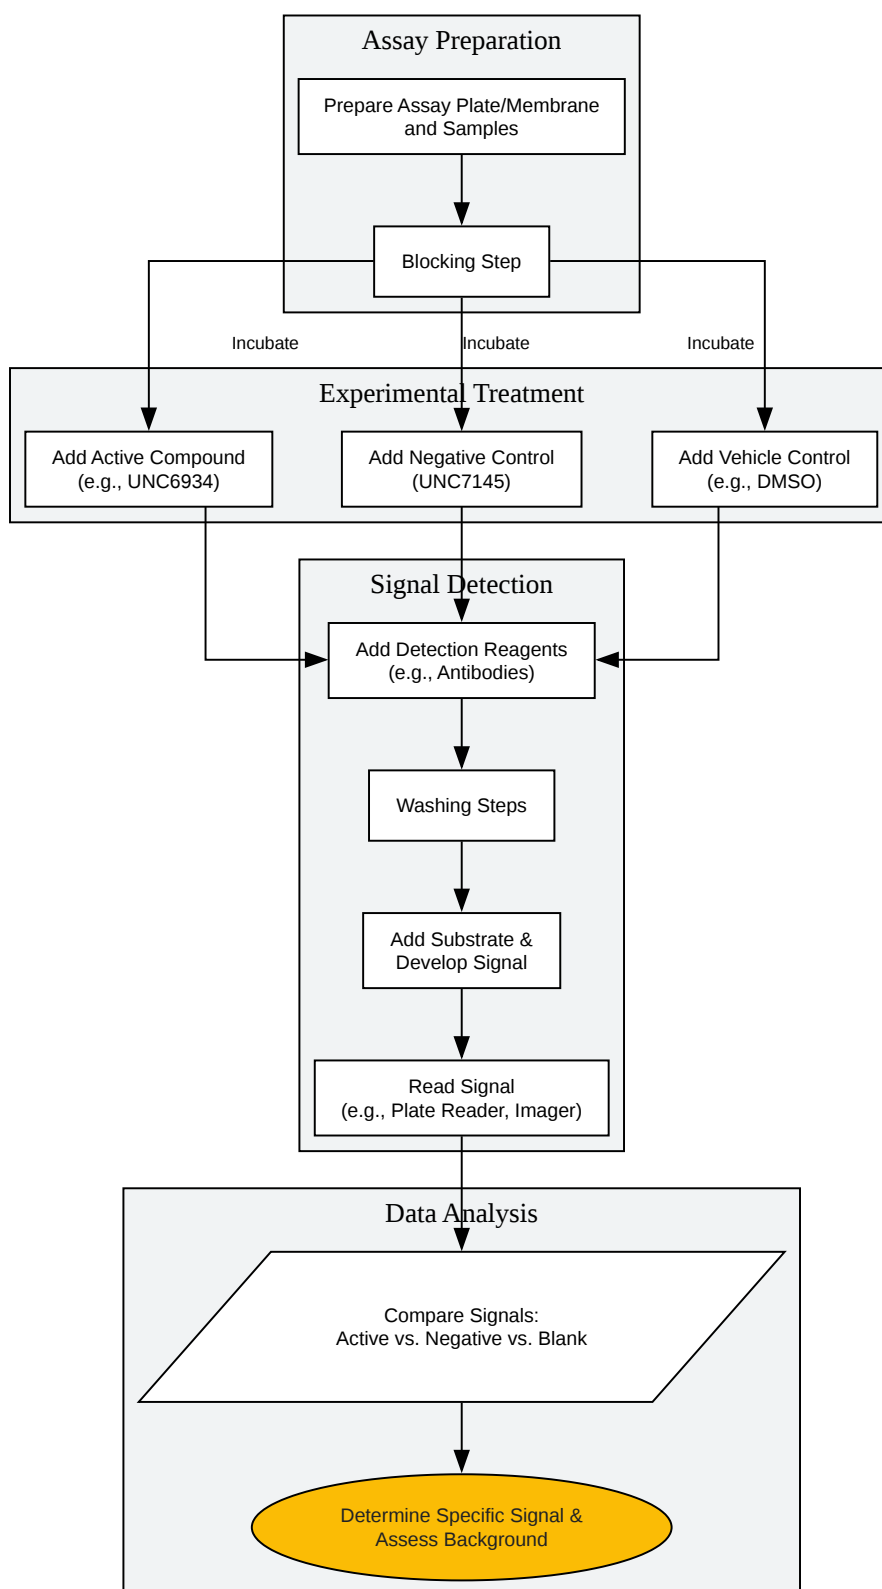 Assay Preparation
Prepare Assay Plate/Membrane
and Samples
Blocking Step
Incubate
Incubate
Incubate
Experimental Treatment
Add Active Compound
(e.g., UNC6934)
Add Negative Control
(UNC7145)
Add Vehicle Control
(e.g., DMSO)
Signal Detection
Add Detection Reagents
(e.g., Antibodies)
Washing Steps
Add Substrate &
Develop Signal
Read Signal
(e.g., Plate Reader, Imager)
Data Analysis
Compare Signals:
Active vs. Negative vs. Blank
Determine Specific Signal &
Assess Background